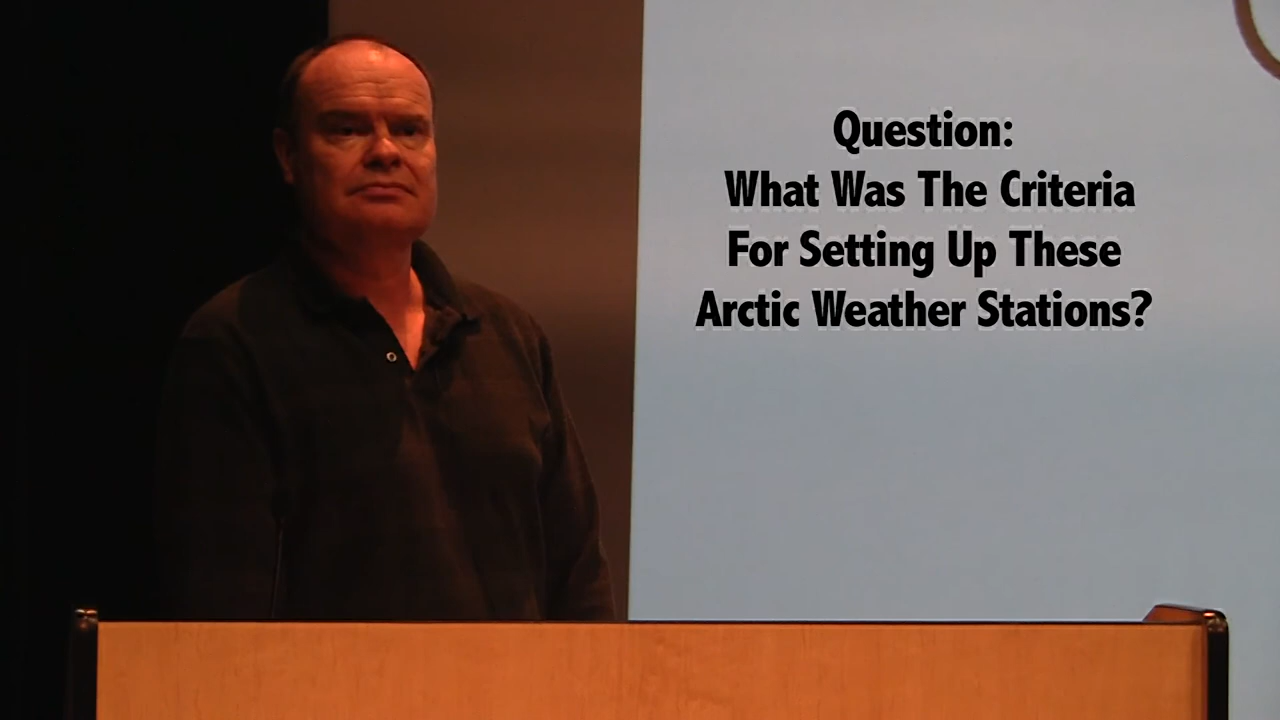 Question:
What Was The Criteria
For Setting Up These
Arctic Weather Stations?